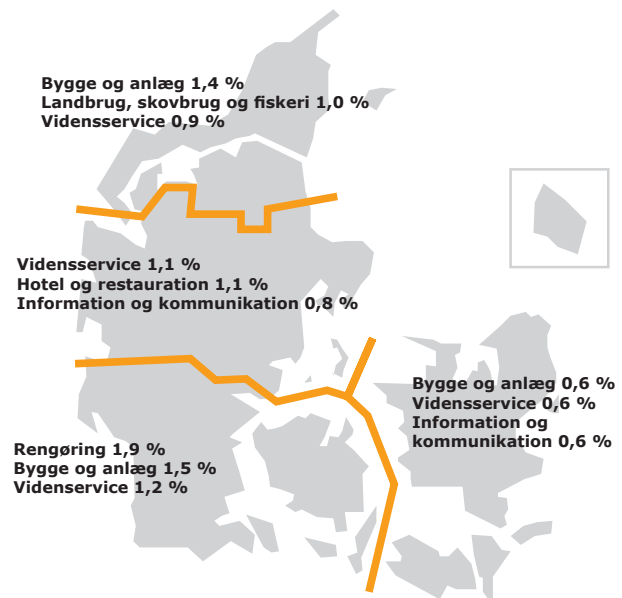 Bygge og anlæg 1,4 %
Landbrug, skovbrug og fiskeri 1,0 %
Vidensservice 0,9 %
Vidensservice 1,1 %
Hotel og restauration 1,1 %
Information og kommunikation 0,8 %
Bygge og anlæg 0,6 %
Vidensservice 0,6 %
Information og
kommunikation 0,6 %
Rengøring 1,9 %
Bygge og anlæg 1,5 %
Videnservice 1,2 %